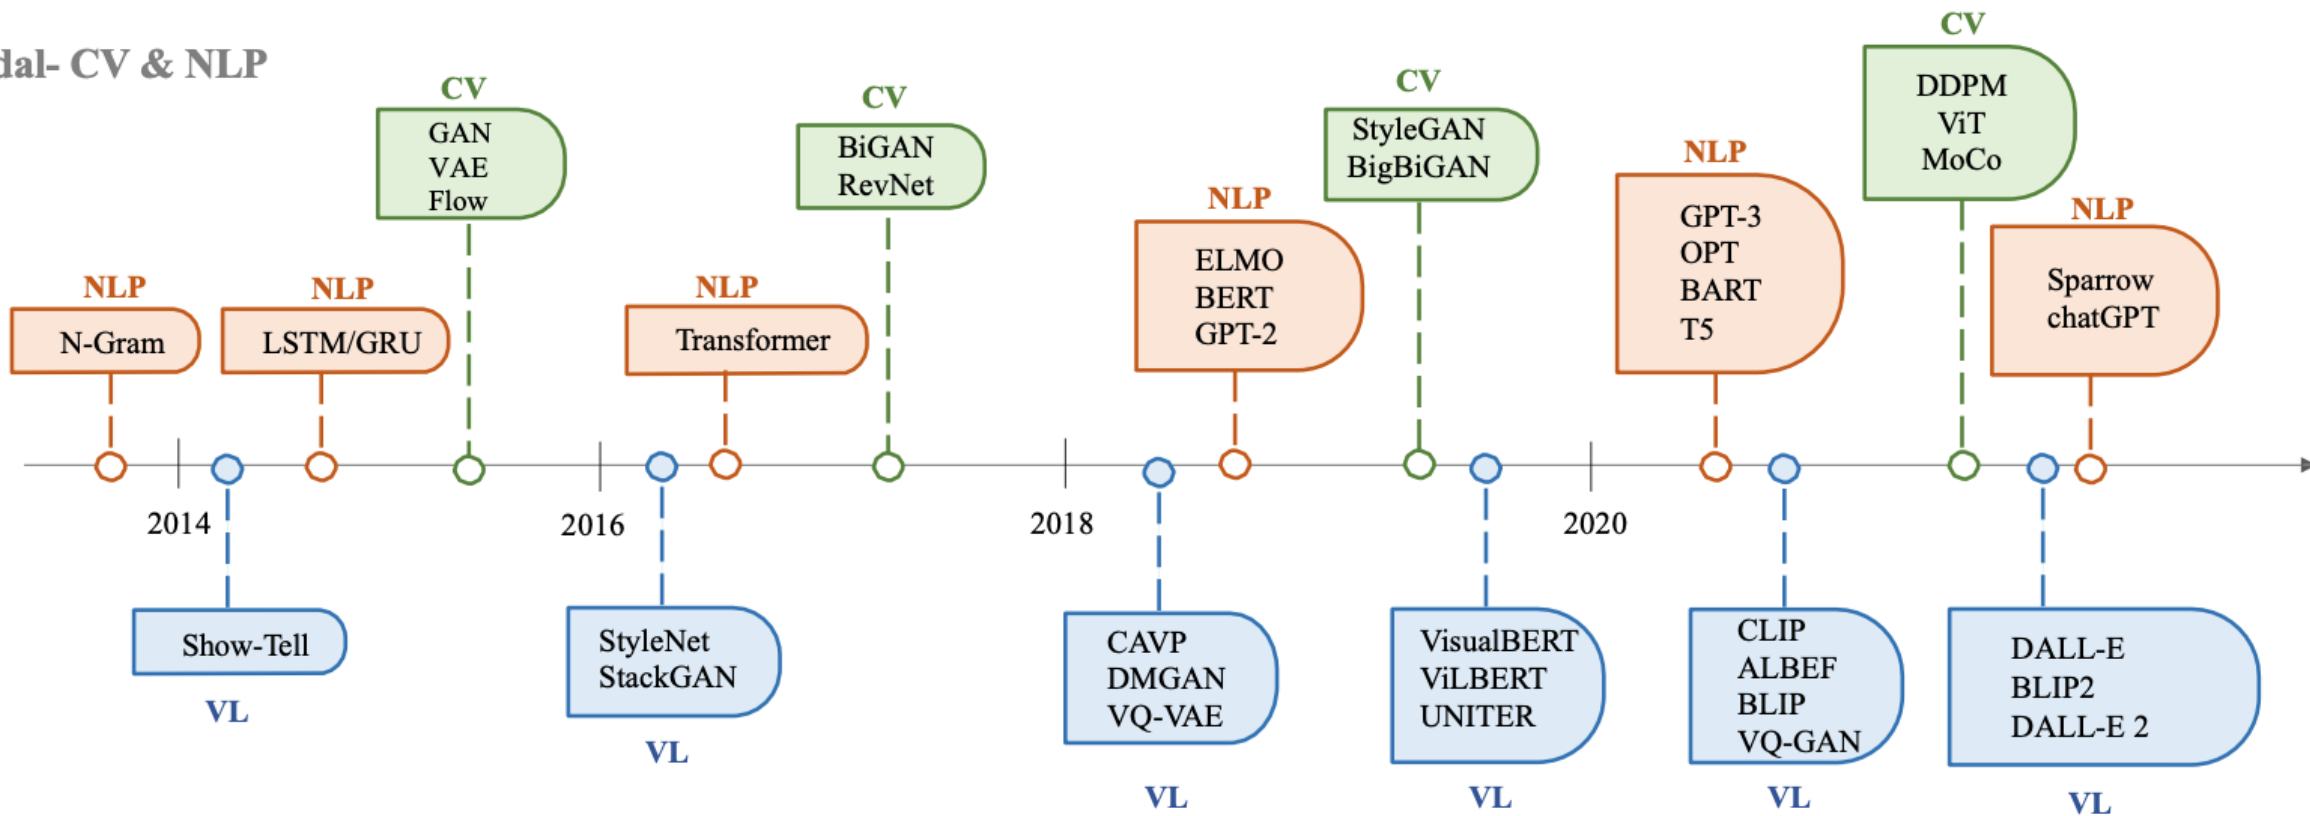 dal- CV & NLP
NLP
N-Gram
NLP
LSTM/GRU
CV
GAN
VAE
Flow
NLP
Transformer
CV
BiGAN
RevNet
NLP
ELMO
BERT
GPT-2
CV
StyleGAN
BigBiGAN
NLP
GPT-3
OPT
BART
T5
CV
DDPM
ViT
MoCo
NLP
Sparrow
chatGPT
2014
2016
2018
2020
Show-Tell
VL
StyleNet
StackGAN
VL
CAVP
DMGAN
VQ-VAE
VL
VisualBERT
ViLBERT
UNITER
VL
CLIP
ALBEF
BLIP
VQ-GAN
VL
DALL-E
BLIP2
DALL-E 2
VL